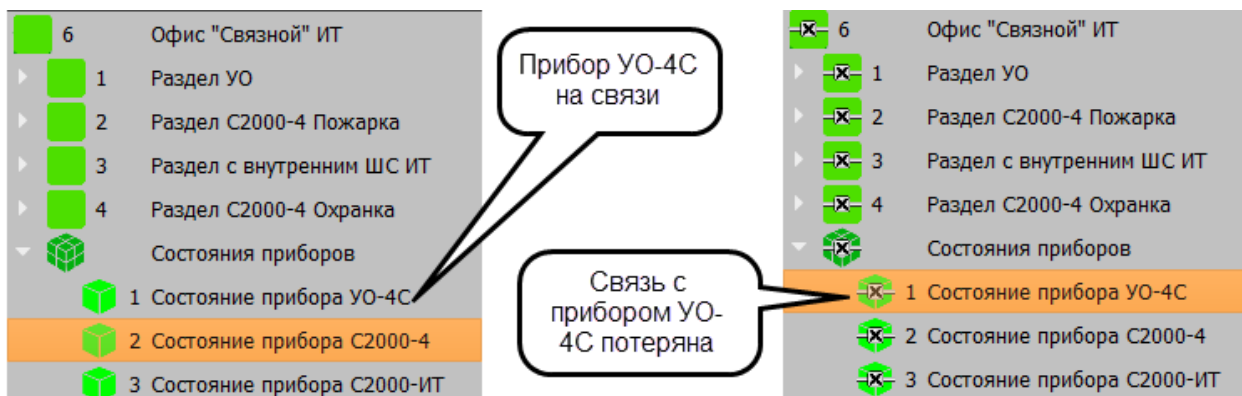 6 Офис "Связной" ИТ
1 Раздел УО
2 Раздел С2000-4 Пожарка
3 Раздел с внутренним ШС ИТ
4 Раздел С2000-4 Охранка
Состояния приборов
1 Состояние прибора УО-4С
2 Состояние прибора С2000-4
3 Состояние прибора С2000-ИТ
Прибор УО-4С
на связи
Связь с
прибором УО-
4С потеряна
6 Офис "Связной" ИТ
1 Раздел УО
2 Раздел С2000-4 Пожарка
3 Раздел с внутренним ШС ИТ
4 Раздел С2000-4 Охранка
Состояния приборов
1 Состояние прибора УО-4С
2 Состояние прибора С2000-4
3 Состояние прибора С2000-ИТ